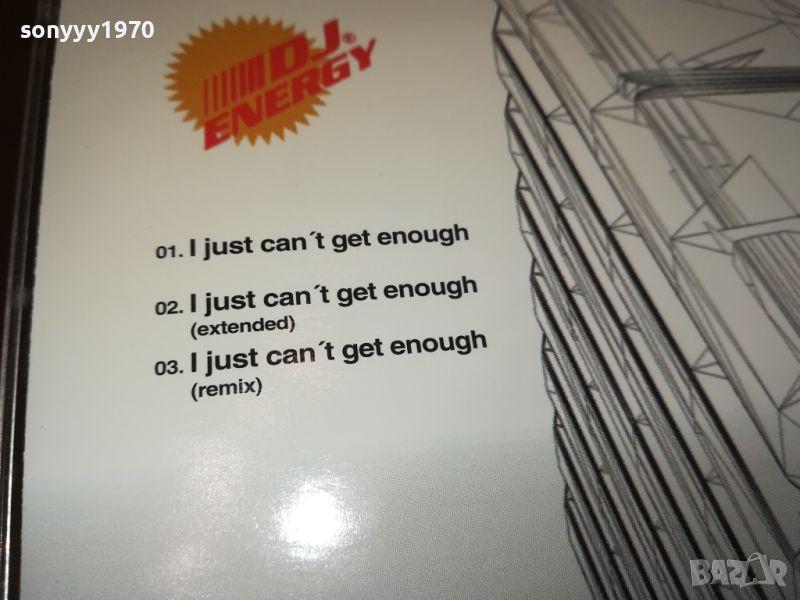 sonyyy1970
DJ®
ENERGY
01. I just can´t get enough
02. I just can´t get enough
(extended)
03. I just can´t get enough
(remix)
BAZAR